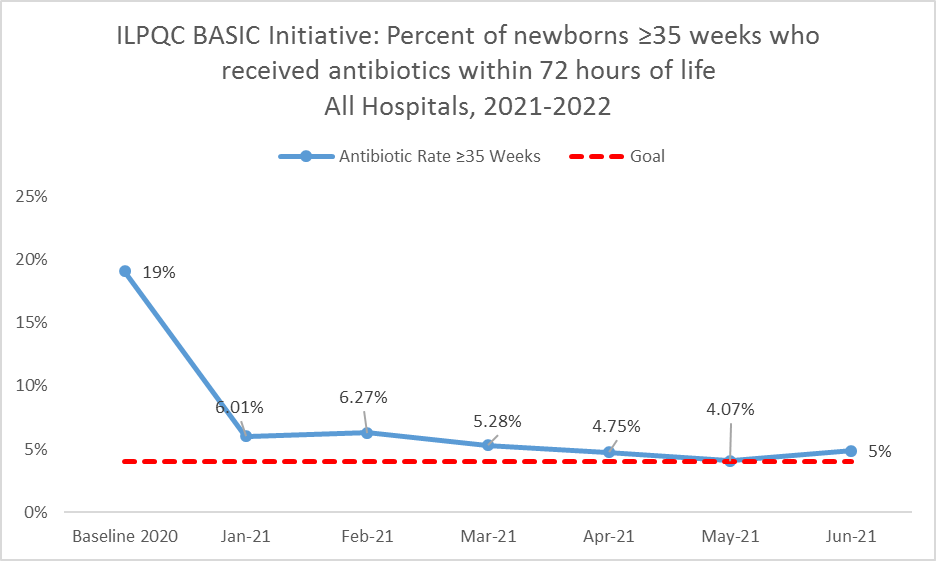 ILPQC BASIC Initiative: Percent of newborns ≥35 weeks who
received antibiotics within 72 hours of life
All Hospitals, 2021-2022
Antibiotic Rate ≥35 Weeks
Goal
25%
20%
15%
10%
5%
0%
19%
6.01%
6.27%
5.28%
4.75%
4.07%
5%
Baseline 2020
Jan-21
Feb-21
Mar-21
Apr-21
May-21
Jun-21